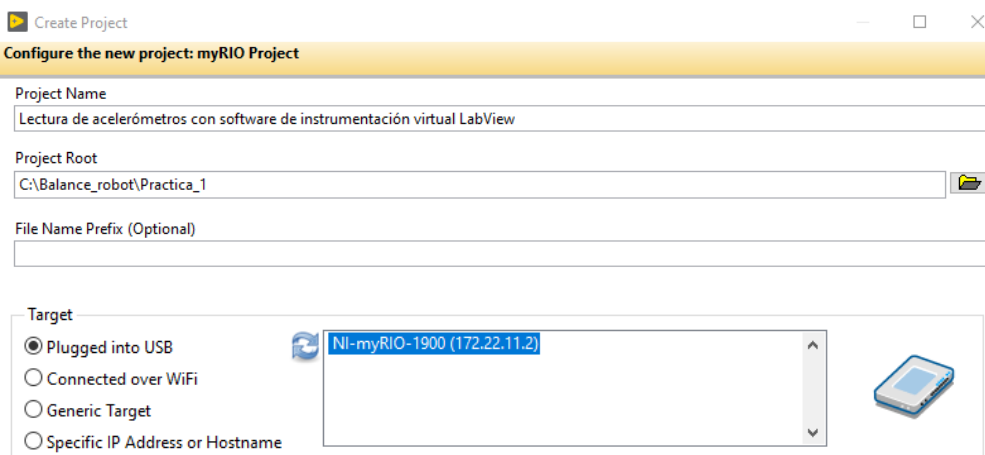 Create Project
Configure the new project: myRIO Project
Project Name
Lectura de acelerómetros con software de instrumentación virtual LabView
Project Root
C:\Balance_robot\Practica_1
File Name Prefix (Optional)
Target
Plugged into USB
NI-myRIO-1900 (172.22.11.2)
Connected over WiFi
Generic Target
Specific IP Address or Hostname